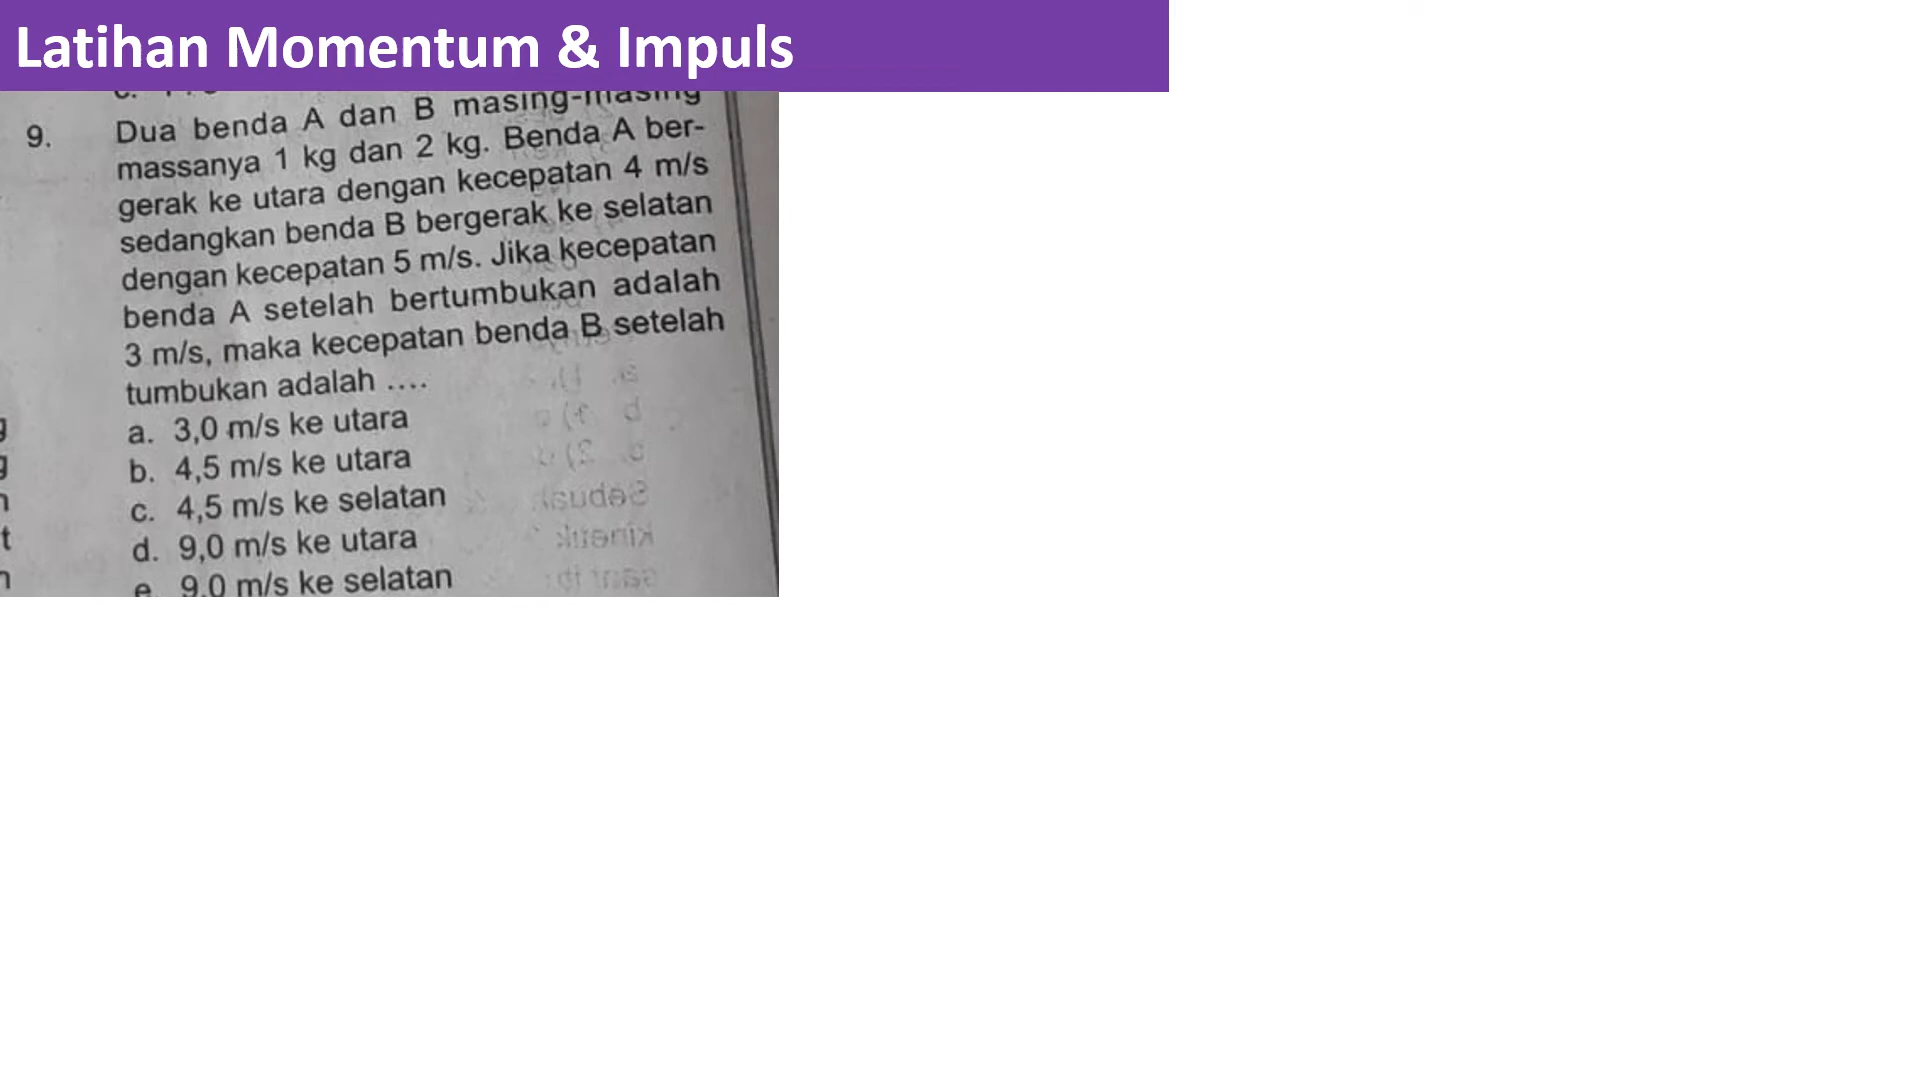 Latihan Momentum & Impuls
9. Dua benda A dan B masing-masing
massanya 1 kg dan 2 kg. Benda A ber-
gerak ke utara dengan kecepatan 4 m/s
sedangkan benda B bergerak ke selatan
dengan kecepatan 5 m/s. Jika kecepatan
benda A setelah bertumbukan adalah
3 m/s, maka kecepatan benda B setelah
tumbukan adalah ....
a. 3,0 m/s ke utara
b. 4,5 m/s ke utara
c. 4,5 m/s ke selatan
d. 9,0 m/s ke utara
e. 9,0 m/s ke selatan